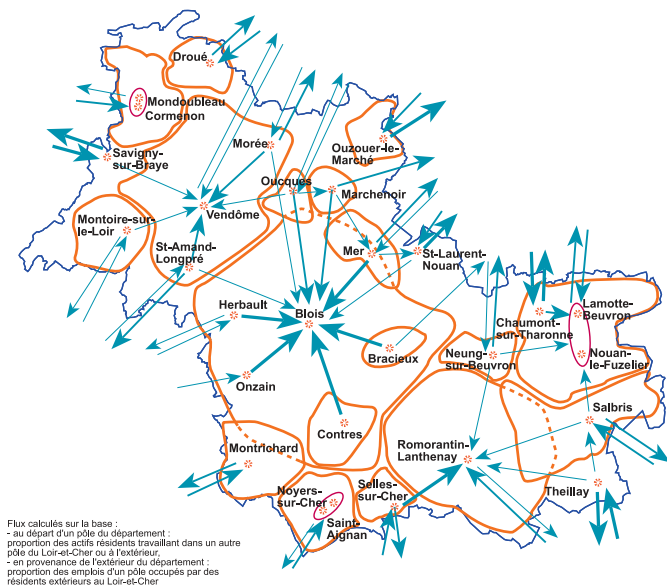 Droué
Mondoubleau
Cormenon
Savigny-
sur-Braye
Morée
Ouzouer-le-
Marché
Oucques
Marchenoir
Vendôme
Montoire-sur-
le-Loir
St-Amand-
Longpré
Mer
St-Laurent-
Nouan
Herbault
Blois
Lamotte-
Beuvron
Chaumont-
sur-Tharonne
Bracieux
Neung-
sur-Beuvron
Nouan-
le-Fuzelier
Onzain
Salbris
Contres
Montrichard
Romorantin-
Lanthenay
Selles-
sur-Cher
Noyers-
sur-Cher
Saint-
Aignan
Theillay
Flux calculés sur la base :
- au départ d'un pôle du département :
proportion des actifs résidents travaillant dans un autre
pôle du Loir-et-Cher ou à l'extérieur,
- en provenance de l'extérieur du département :
proportion des emplois d'un pôle occupés par des
résidents extérieurs au Loir-et-Cher